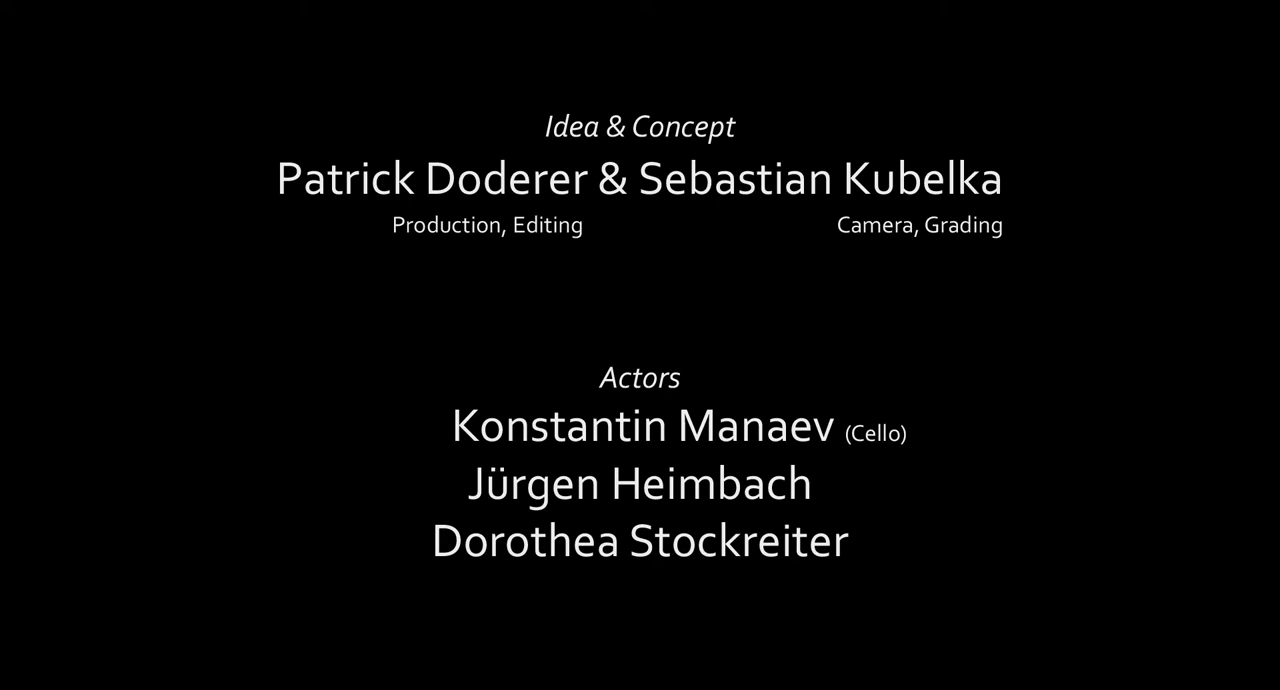 Idea & Concept
Patrick Doderer & Sebastian Kubelka
Production, Editing Camera, Grading
Actors
Konstantin Manaev (Cello)
Jürgen Heimbach
Dorothea Stockreiter